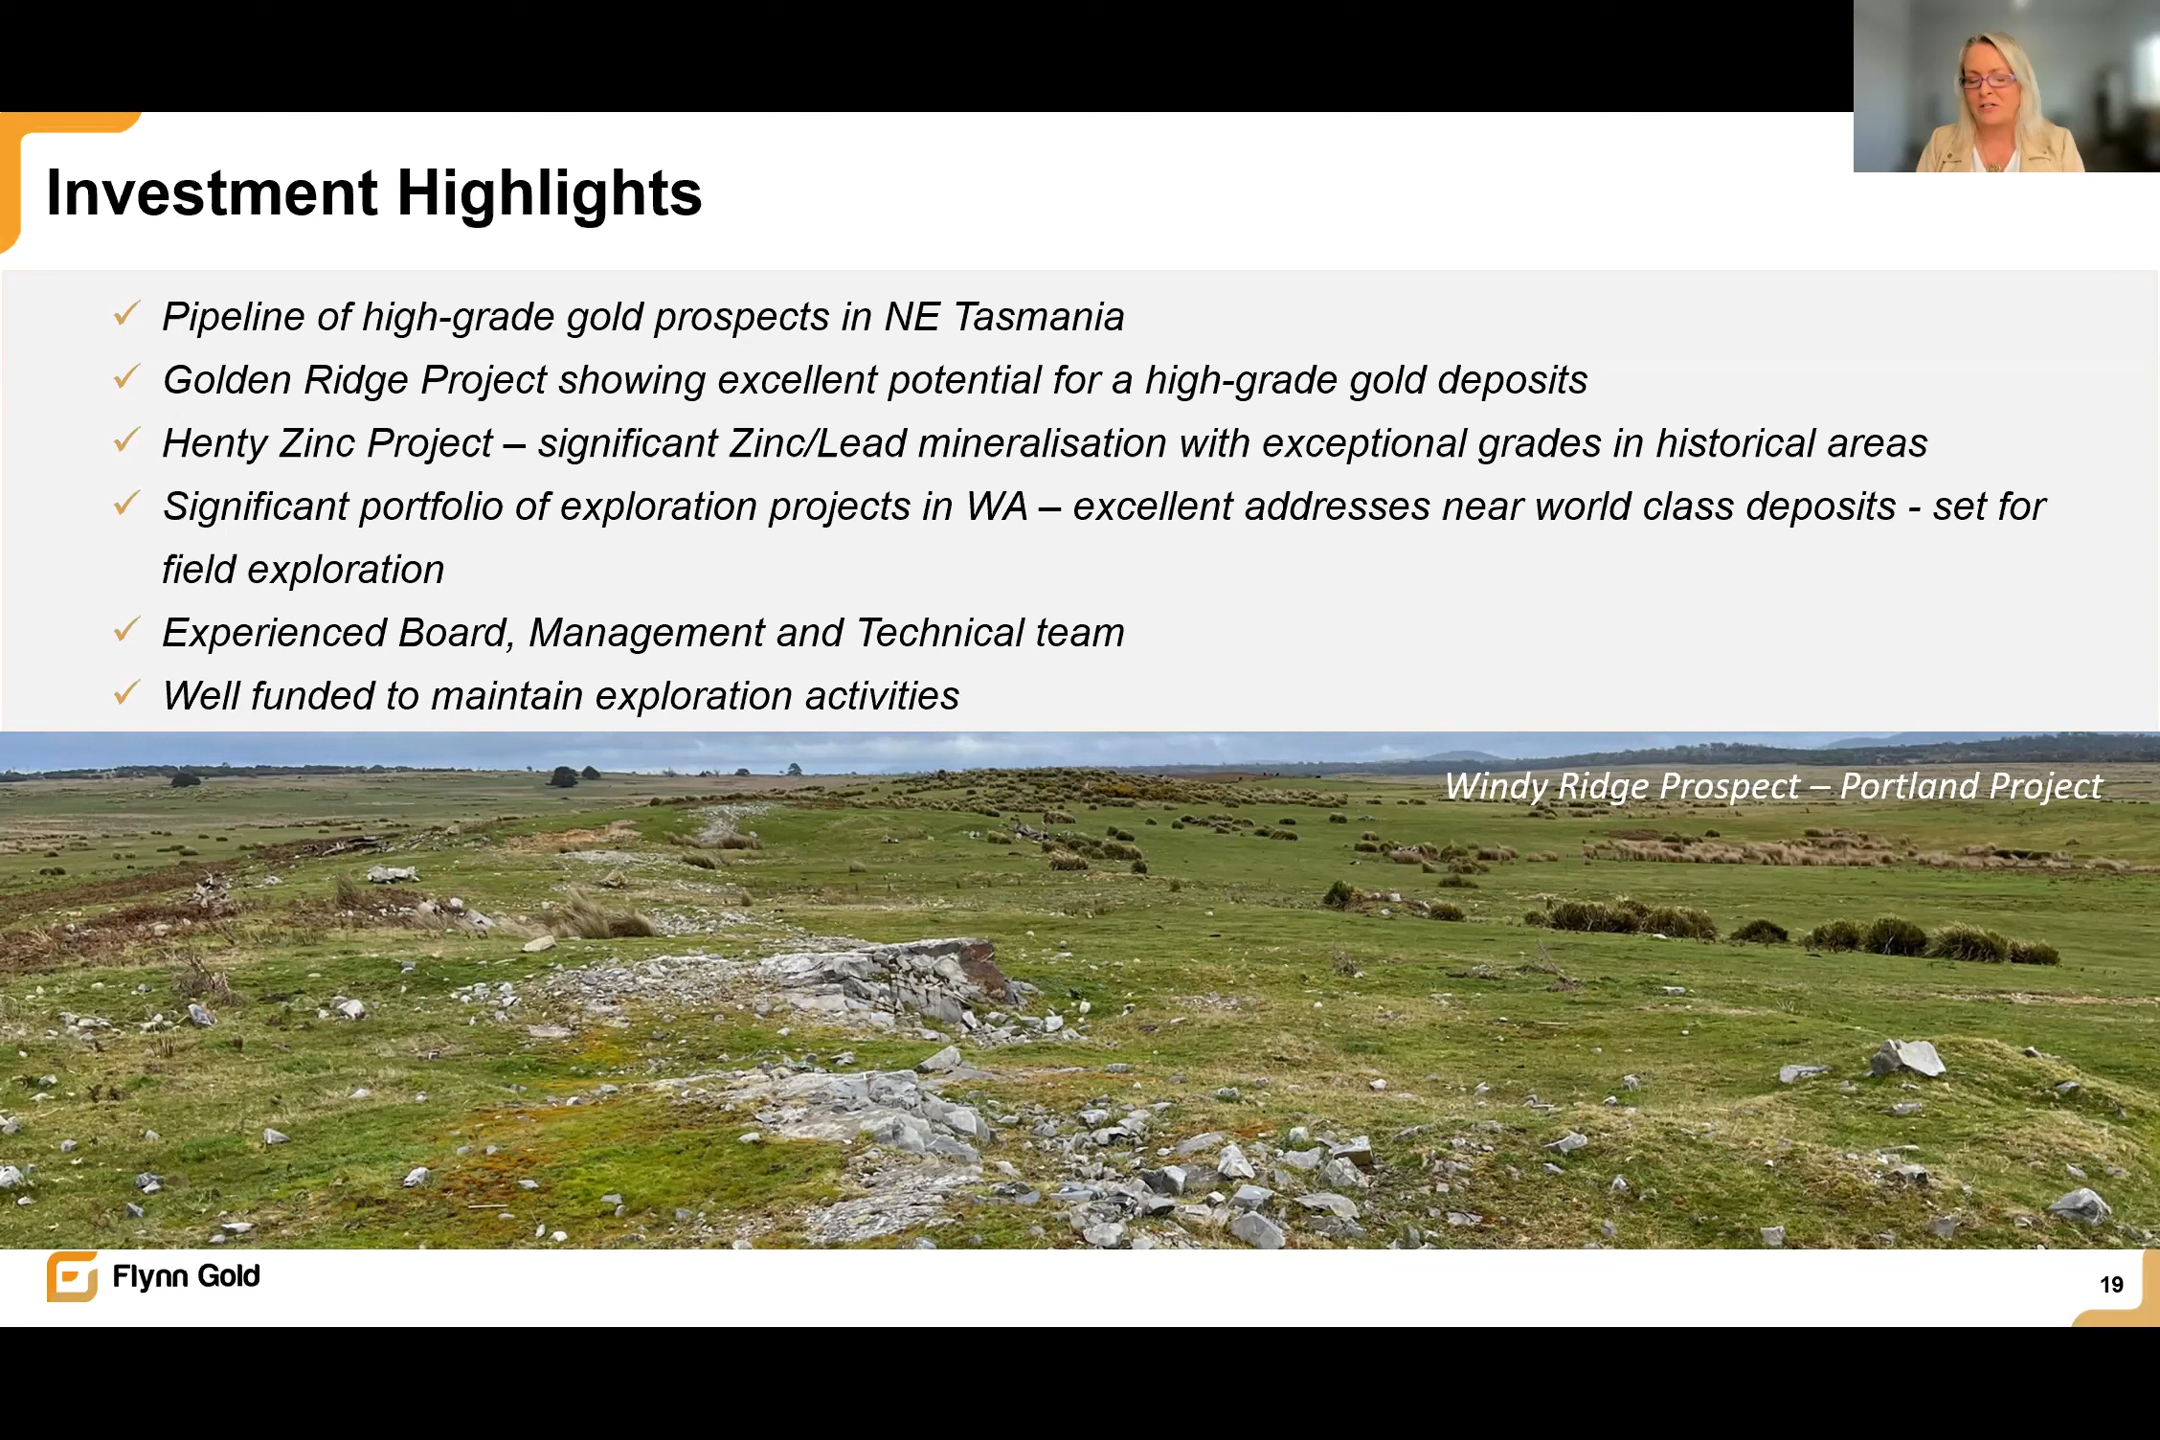 Investment Highlights
✓ Pipeline of high-grade gold prospects in NE Tasmania
✓ Golden Ridge Project showing excellent potential for a high-grade gold deposits
✓ Henty Zinc Project – significant Zinc/Lead mineralisation with exceptional grades in historical areas
✓ Significant portfolio of exploration projects in WA – excellent addresses near world class deposits - set for
field exploration
✓ Experienced Board, Management and Technical team
✓ Well funded to maintain exploration activities
Windy Ridge Prospect – Portland Project
Flynn Gold
19